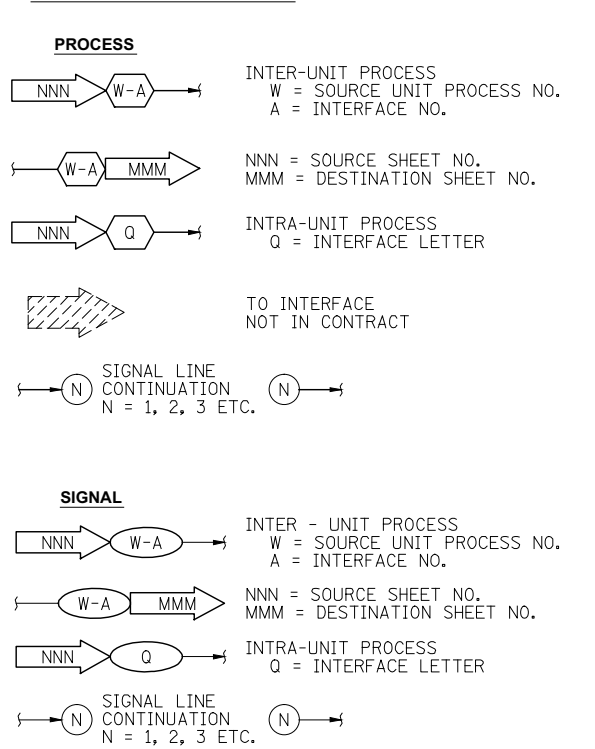 PROCESS
NNN W-A INTER-UNIT PROCESS
W = SOURCE UNIT PROCESS NO.
A = INTERFACE NO.
W-A MMM NNN = SOURCE SHEET NO.
MMM = DESTINATION SHEET NO.
NNN Q INTRA-UNIT PROCESS
Q = INTERFACE LETTER
TO INTERFACE
NOT IN CONTRACT
SIGNAL LINE
N CONTINUATION N
N = 1, 2, 3 ETC.
SIGNAL
NNN W-A INTER - UNIT PROCESS
W = SOURCE UNIT PROCESS NO.
A = INTERFACE NO.
W-A MMM NNN = SOURCE SHEET NO.
MMM = DESTINATION SHEET NO.
NNN Q INTRA-UNIT PROCESS
Q = INTERFACE LETTER
SIGNAL LINE
N CONTINUATION N
N = 1, 2, 3 ETC.